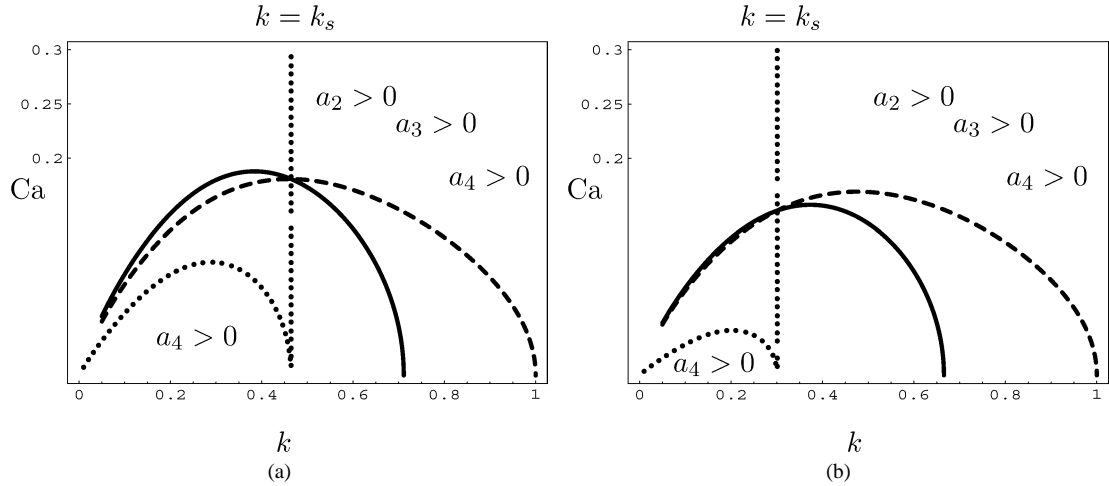 k = k_s
0.3
0.25
0.2
Ca
a_2 > 0
a_3 > 0
a_4 > 0
a_4 > 0
0 0.2 0.4 0.6 0.8 1
k
(a)
k = k_s
0.3
0.25
0.2
Ca
a_2 > 0
a_3 > 0
a_4 > 0
a_4 > 0
0 0.2 0.4 0.6 0.8 1
k
(b)